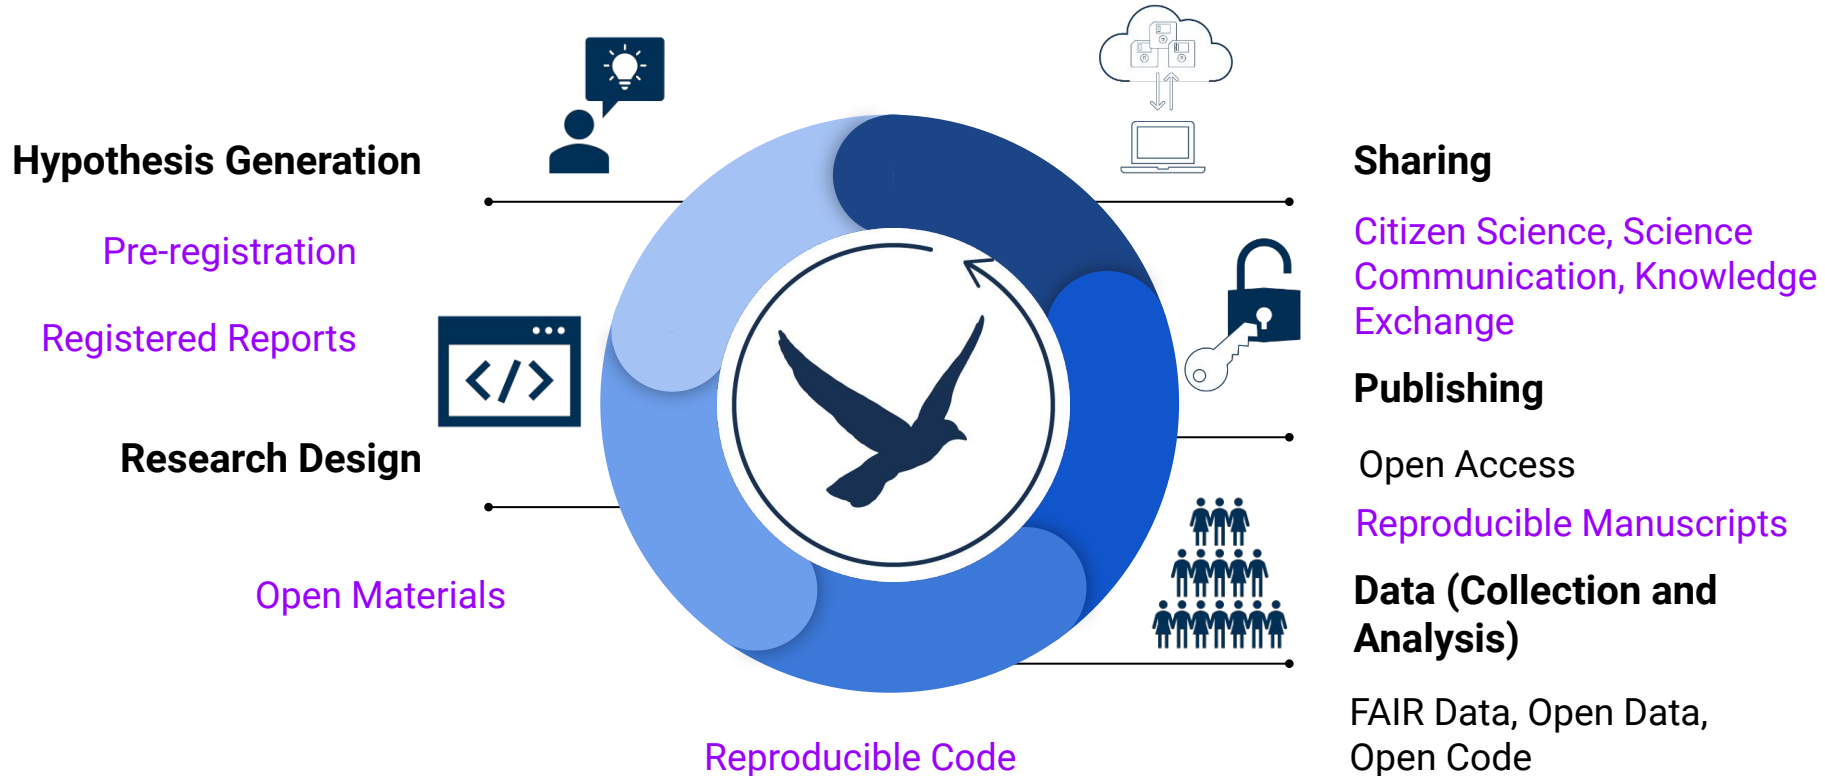 Hypothesis Generation
Pre-registration
Registered Reports
</>
Research Design
Open Materials
Reproducible Code
Sharing
Citizen Science, Science
Communication, Knowledge
Exchange
Publishing
Open Access
Reproducible Manuscripts
Data (Collection and
Analysis)
FAIR Data, Open Data,
Open Code